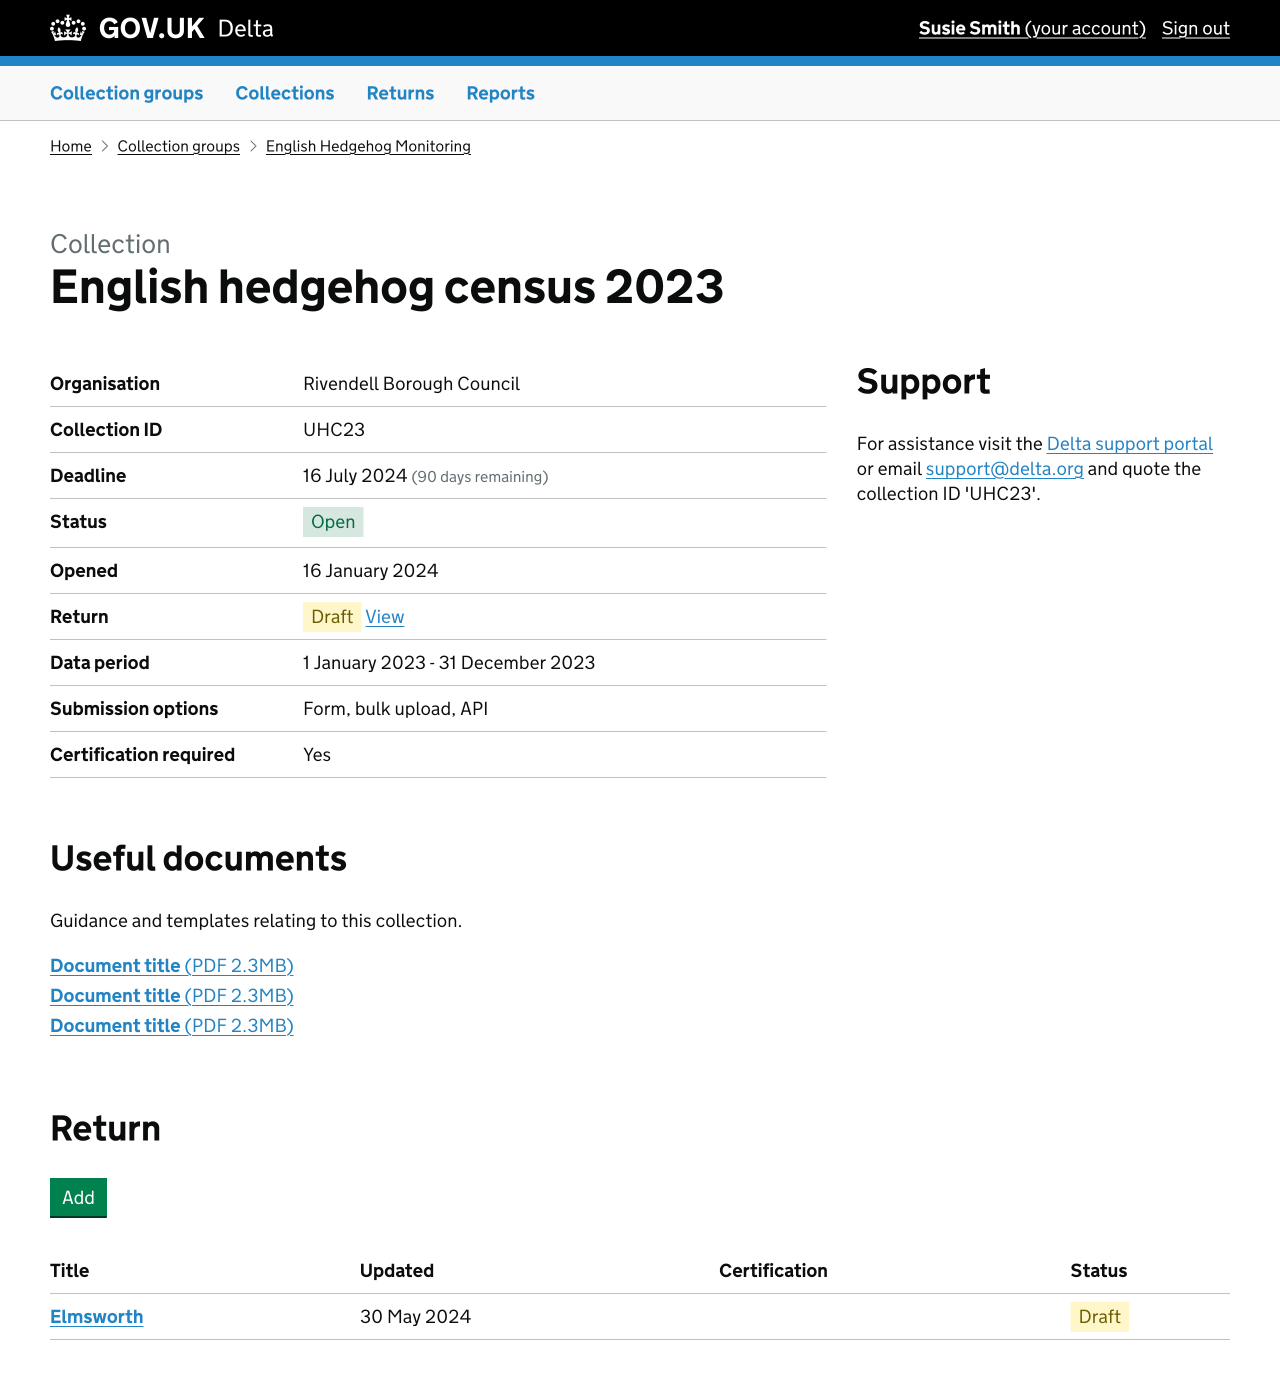 GOV.UK Delta
Susie Smith (your account) Sign out
Collection groups Collections Returns Reports
Home Collection groups English Hedgehog Monitoring
Collection
English hedgehog census 2023
Organisation Rivendell Borough Council
Collection ID UHC23
Deadline 16 July 2024 (90 days remaining)
Status Open
Opened 16 January 2024
Return Draft View
Data period 1 January 2023 - 31 December 2023
Submission options Form, bulk upload, API
Certification required Yes
Support
For assistance visit the Delta support portal
or email support@delta.org and quote the
collection ID 'UHC23'.
Useful documents
Guidance and templates relating to this collection.
Document title (PDF 2.3MB)
Document title (PDF 2.3MB)
Document title (PDF 2.3MB)
Return
Add
Title Updated Certification Status
Elmsworth 30 May 2024 Draft